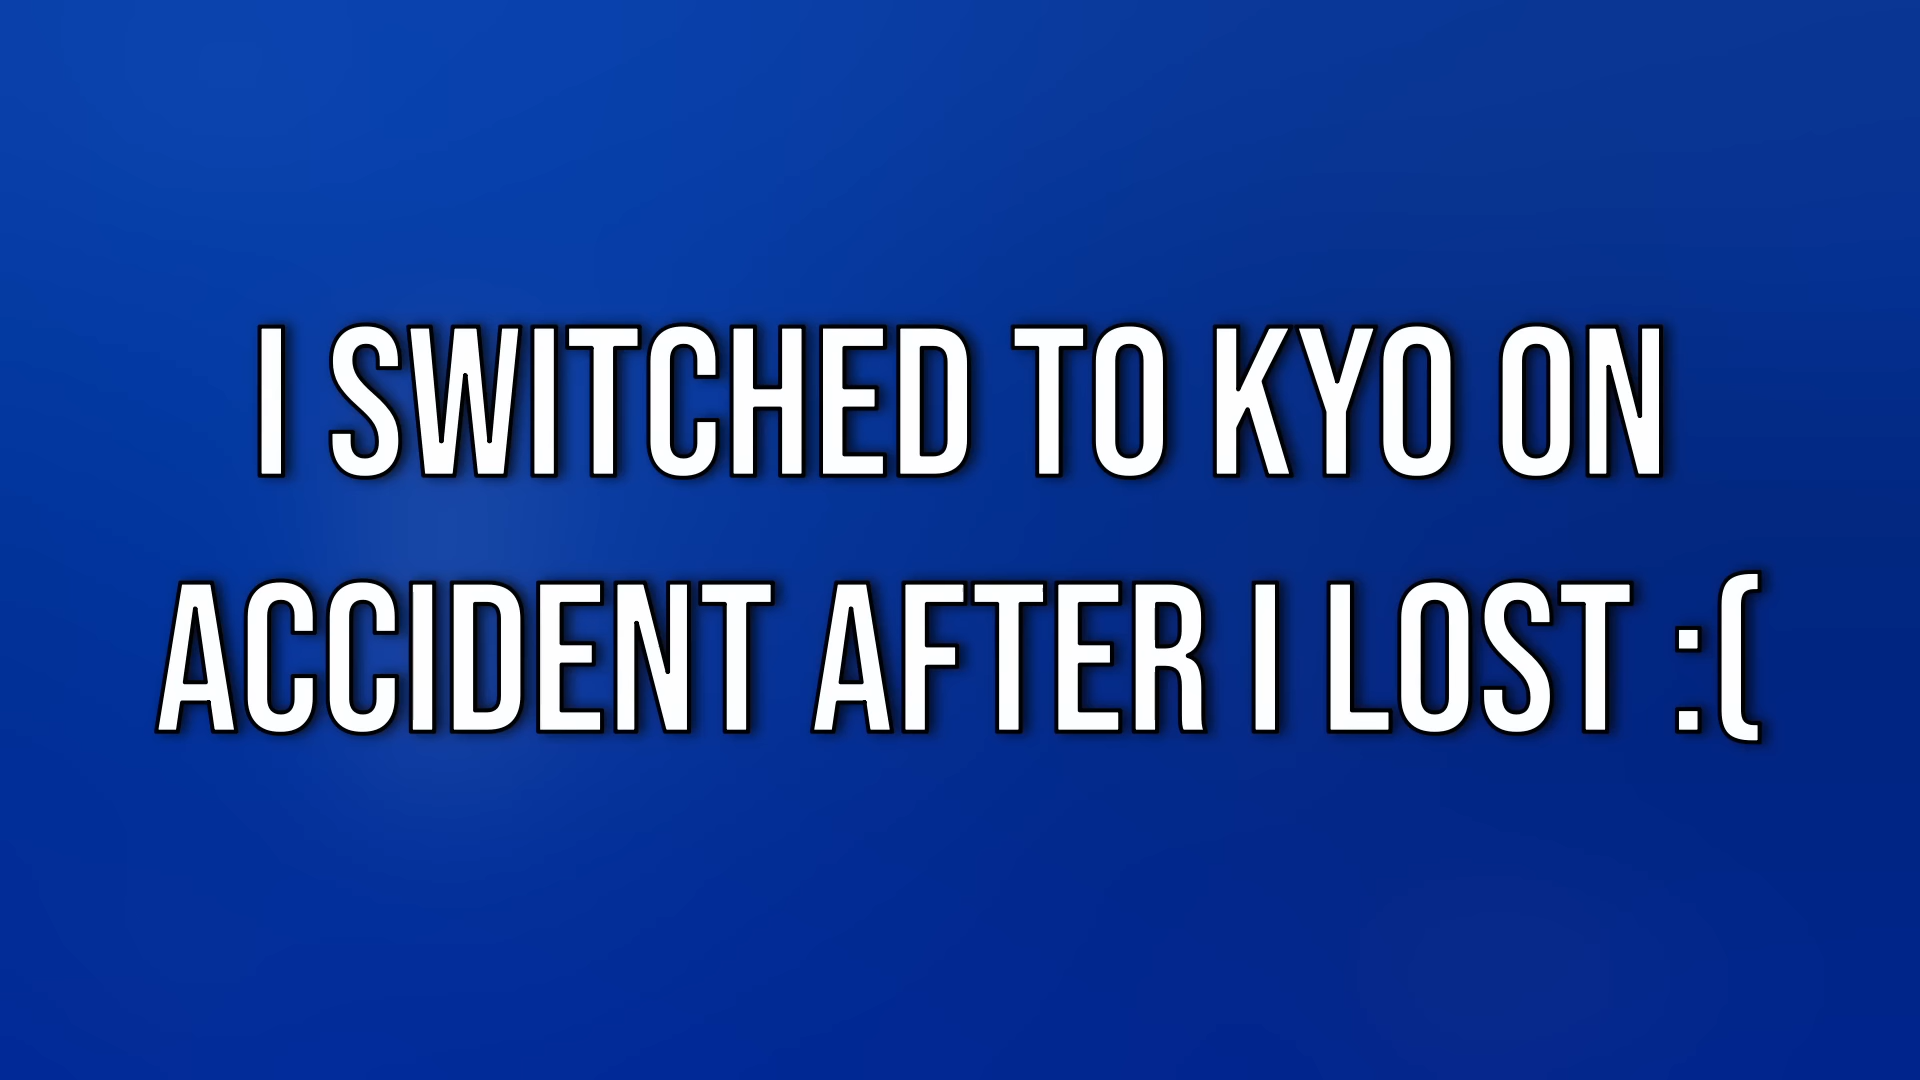 I SWITCHED TO KYO ON
ACCIDENT AFTER I LOST :(